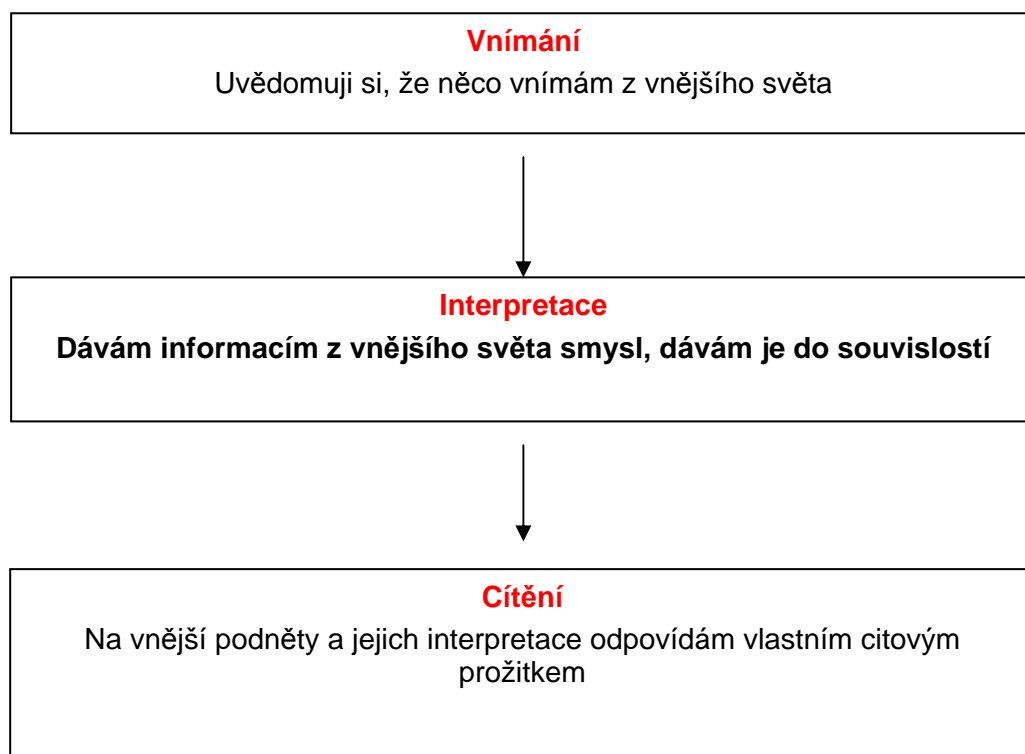 Vnímání
Uvědomuji si, že něco vnímám z vnějšího světa
Interpretace
Dávám informacím z vnějšího světa smysl, dávám je do souvislostí
Cítění
Na vnější podněty a jejich interpretace odpovídám vlastním citovým
prožitkem